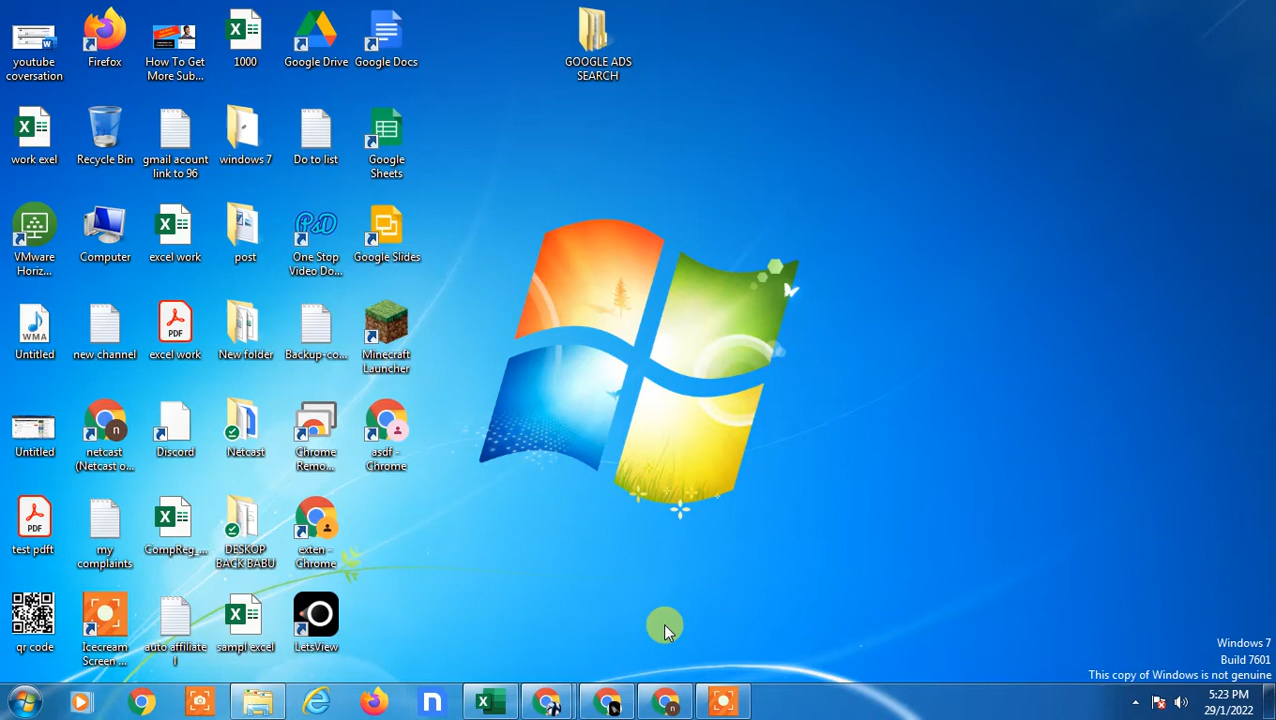 youtube
coversation
Firefox
How To Get
More Sub...
1000
Google Drive
Google Docs
GOOGLE ADS
SEARCH
work exel
Recycle Bin
gmail acount
link to 96
windows 7
Do to list
Google
Sheets
VMware
Horiz...
Computer
excel work
post
One Stop
Video Do...
Google Slides
Untitled
new channel
excel work
New folder
Backup-co...
Minecraft
Launcher
Untitled
netcast
(Netcast o...
Discord
Netcast
Chrome
Remo...
asdf -
Chrome
test pdft
my
complaints
CompReg_...
DESKOP
BACK BABU
exten -
Chrome
qr code
Icecream
Screen ...
auto affiliate
l
sampl excel
LetsView
Windows 7
Build 7601
This copy of Windows is not genuine
5:23 PM
29/1/2022